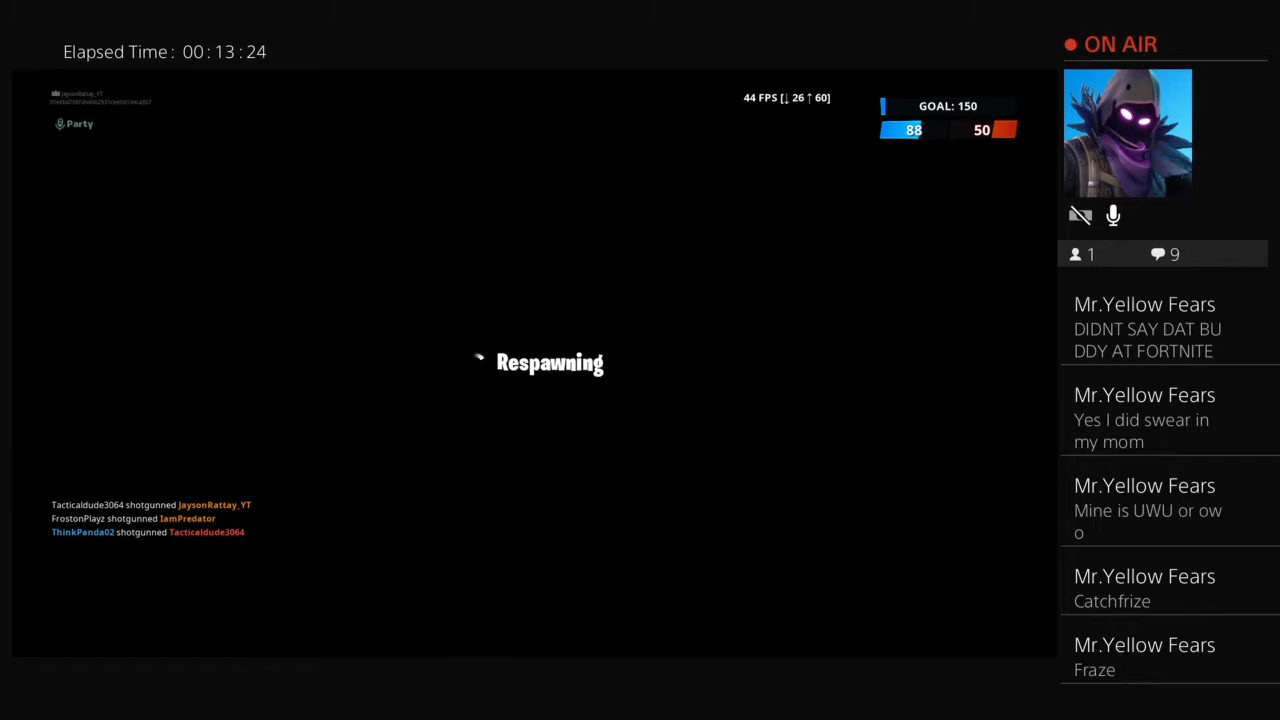 Elapsed Time: 00:13:24
ON AIR
JaysonRattay_YT
Party
44 FPS [↓ 26 ↑ 60]
GOAL: 150
88 50
1 9
Respawning
Tacticaldude3064 shotgunned JaysonRattay_YT
FrostonPlayz shotgunned IamPredator
ThinkPanda02 shotgunned Tacticaldude3064
Mr.Yellow Fears
DIDNT SAY DAT BU
DDY AT FORTNITE
Mr.Yellow Fears
Yes I did swear in
my mom
Mr.Yellow Fears
Mine is UWU or ow
o
Mr.Yellow Fears
Catchfrize
Mr.Yellow Fears
Fraze